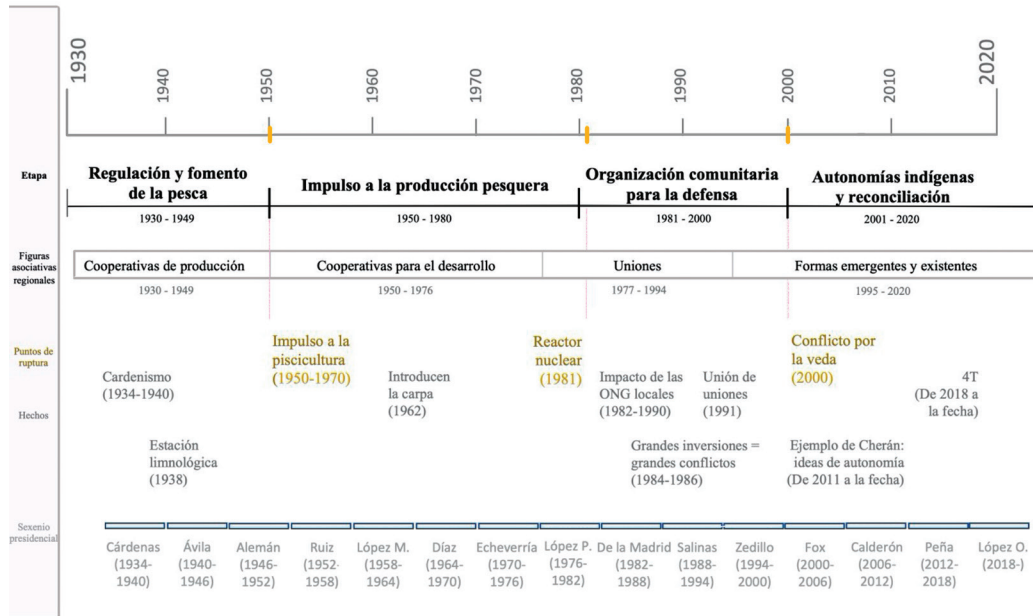 1930
1940
1950
1960
1970
1980
1990
2000
2010
2020
Etapa
Regulación y fomento
de la pesca
1930 - 1949
Impulso a la producción pesquera
1950 - 1980
Organización comunitaria
para la defensa
1981 - 2000
Autonomías indígenas
y reconciliación
2001 - 2020
Figuras
asociativas
regionales
Cooperativas de producción
1930 - 1949
Cooperativas para el desarrollo
1950 - 1976
Uniones
1977 - 1994
Formas emergentes y existentes
1995 - 2020
Puntos de
ruptura
Impulso a la
piscicultura
(1950-1970)
Reactor
nuclear
(1981)
Conflicto por
la veda
(2000)
Hechos
Cardenismo
(1934-1940)
Introducen
la carpa
(1962)
Impacto de las
ONG locales
(1982-1990)
Unión de
uniones
(1991)
4T
(De 2018 a
la fecha)
Estación
limnológica
(1938)
Grandes inversiones =
grandes conflictos
(1984-1986)
Ejemplo de Cherán:
ideas de autonomía
(De 2011 a la fecha)
Sexenio
presidencial
Cárdenas
(1934-
1940)
Ávila
(1940-
1946)
Alemán
(1946-
1952)
Ruiz
(1952-
1958)
López M.
(1958-
1964)
Díaz
(1964-
1970)
Echeverría
(1970-
1976)
López P.
(1976-
1982)
De la Madrid
(1982-
1988)
Salinas
(1988-
1994)
Zedillo
(1994-
2000)
Fox
(2000-
2006)
Calderón
(2006-
2012)
Peña
(2012-
2018)
López O.
(2018-)